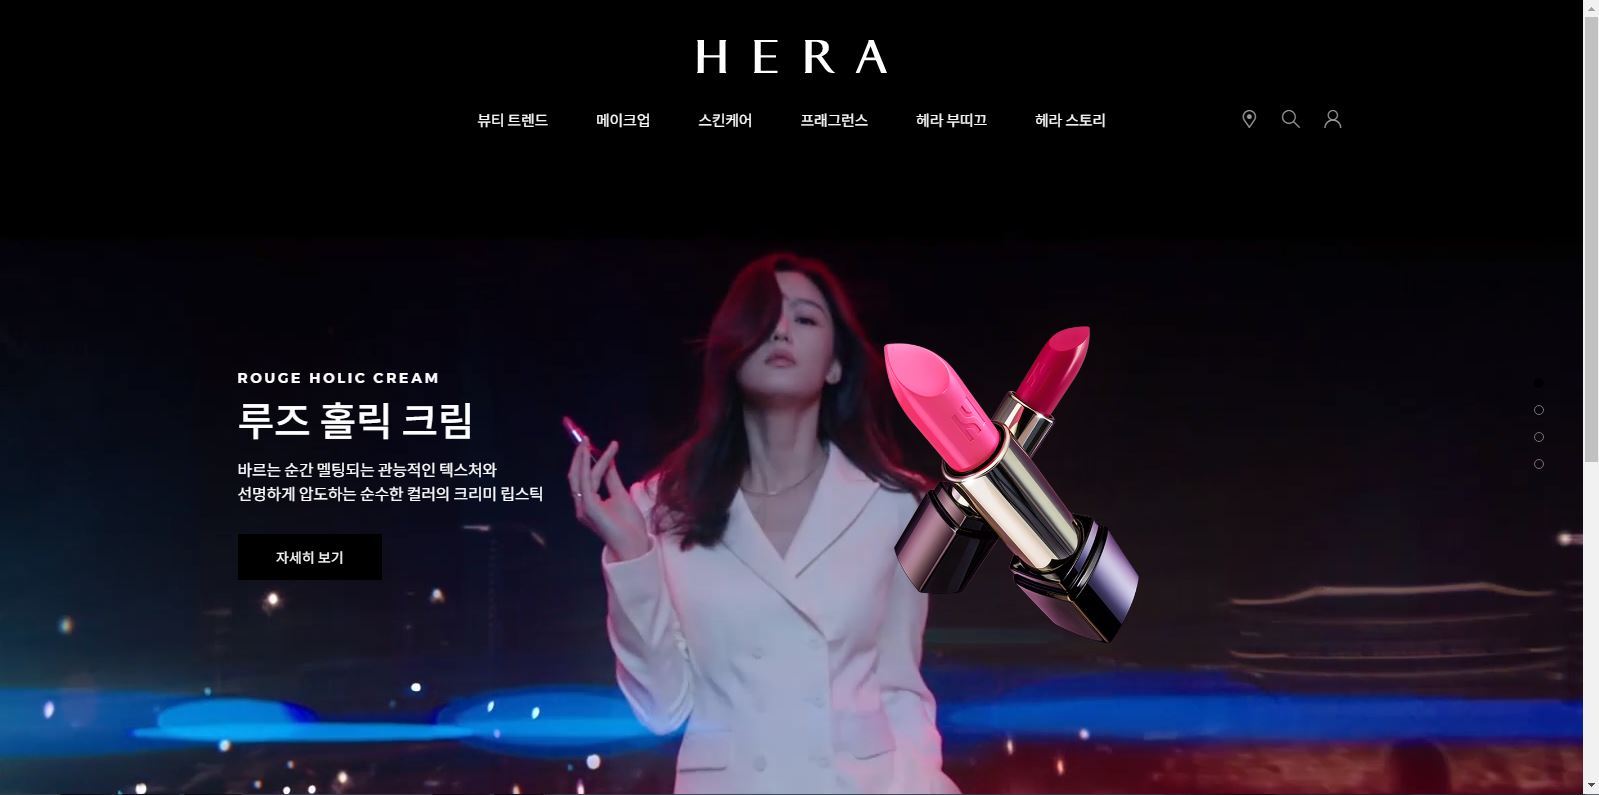 HERA
뷰티 트렌드
메이크업
스킨케어
프래그런스
헤라 부띠끄
헤라 스토리
ROUGE HOLIC CREAM
루즈 홀릭 크림
바르는 순간 멜팅되는 관능적인 텍스처와
선명하게 압도하는 순수한 컬러의 크리미 립스틱
자세히 보기